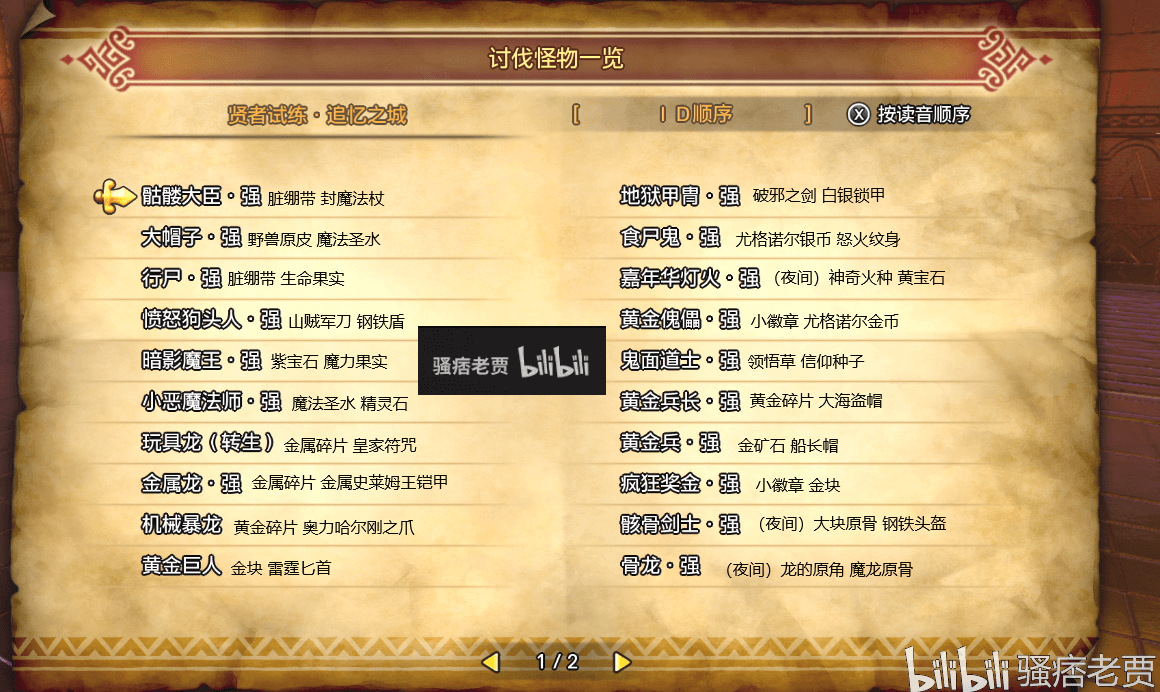 讨伐怪物一览
贤者试练·追忆之城
[ ID顺序 ]
X 按读音顺序
骷髅大臣·强 脏绷带 封魔法杖
大帽子·强 野兽原皮 魔法圣水
行尸·强 脏绷带 生命果实
愤怒狗头人·强 山贼军刀 钢铁盾
暗影魔王·强 紫宝石 魔力果实
小恶魔法师·强 魔法圣水 精灵石
玩具龙（转生） 金属碎片 皇家符咒
金属龙·强 金属碎片 金属史莱姆王铠甲
机械暴龙 黄金碎片 奥力哈尔刚之爪
黄金巨人 金块 雷霆匕首
地狱甲胄·强 破邪之剑 白银锁甲
食尸鬼·强 尤格诺尔银币 怒火纹身
嘉年华灯火·强 （夜间）神奇火种 黄宝石
黄金傀儡·强 小徽章 尤格诺尔金币
鬼面道士·强 领悟草 信仰种子
黄金兵长·强 黄金碎片 大海盗帽
黄金兵·强 金矿石 船长帽
疯狂奖金·强 小徽章 金块
骸骨剑士·强 （夜间）大块原骨 钢铁头盔
骨龙·强 （夜间）龙的原角 魔龙原骨
骚痞老贾 bilibili
1/2
bilibili 骚痞老贾